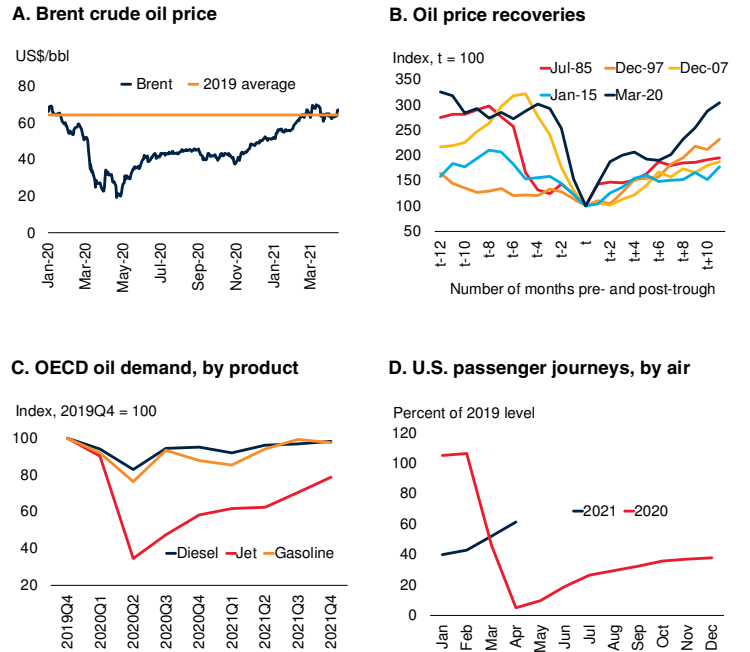 A. Brent crude oil price
US$/bbl
Brent 2019 average
80
60
40
20
0
Jan-20
Mar-20
May-20
Jul-20
Sep-20
Nov-20
Jan-21
Mar-21
B. Oil price recoveries
Index, t = 100
Jul-85 Dec-97 Dec-07
Jan-15 Mar-20
350
300
250
200
150
100
50
t-12
t-10
t-8
t-6
t-4
t-2
t
t+2
t+4
t+6
t+8
t+10
Number of months pre- and post-trough
C. OECD oil demand, by product
Index, 2019Q4 = 100
100
80
60
40
20
Diesel Jet Gasoline
2019Q4
2020Q1
2020Q2
2020Q3
2020Q4
2021Q1
2021Q2
2021Q3
2021Q4
D. U.S. passenger journeys, by air
Percent of 2019 level
120
100
80
60
40
20
0
2021 2020
Jan
Feb
Mar
Apr
May
Jun
Jul
Aug
Sep
Oct
Nov
Dec